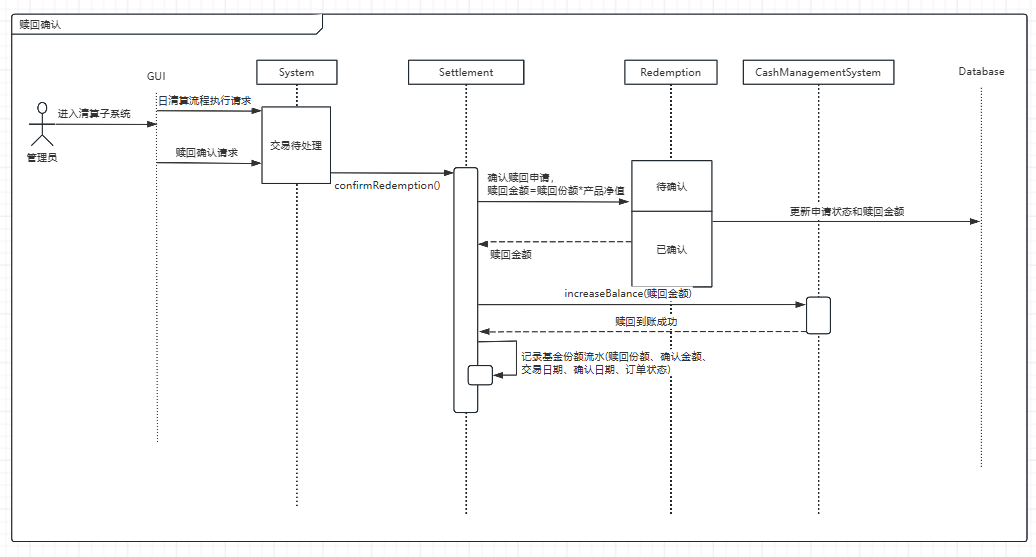 赎回确认
GUI
System
Settlement
Redemption
CashManagementSystem
Database
管理员
进入清算子系统
日清算流程执行请求
赎回确认请求
交易待处理
confirmRedemption()
确认赎回申请，
赎回金额=赎回份额*产品净值
待确认
更新申请状态和赎回金额
已确认
赎回金额
increaseBalance(赎回金额)
赎回到账成功
记录基金份额流水(赎回份额、确认金额、
交易日期、确认日期、订单状态)